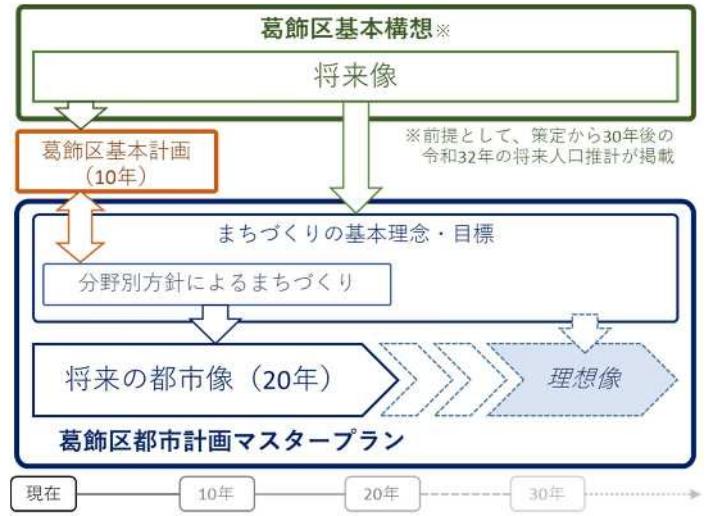 葛飾区基本構想※
将来像
※前提として、策定から30年後の
令和32年の将来人口推計が掲載
葛飾区基本計画
（10年）
まちづくりの基本理念・目標
分野別方針によるまちづくり
将来の都市像（20年）
理想像
葛飾区都市計画マスタープラン
現在
10年
20年
30年